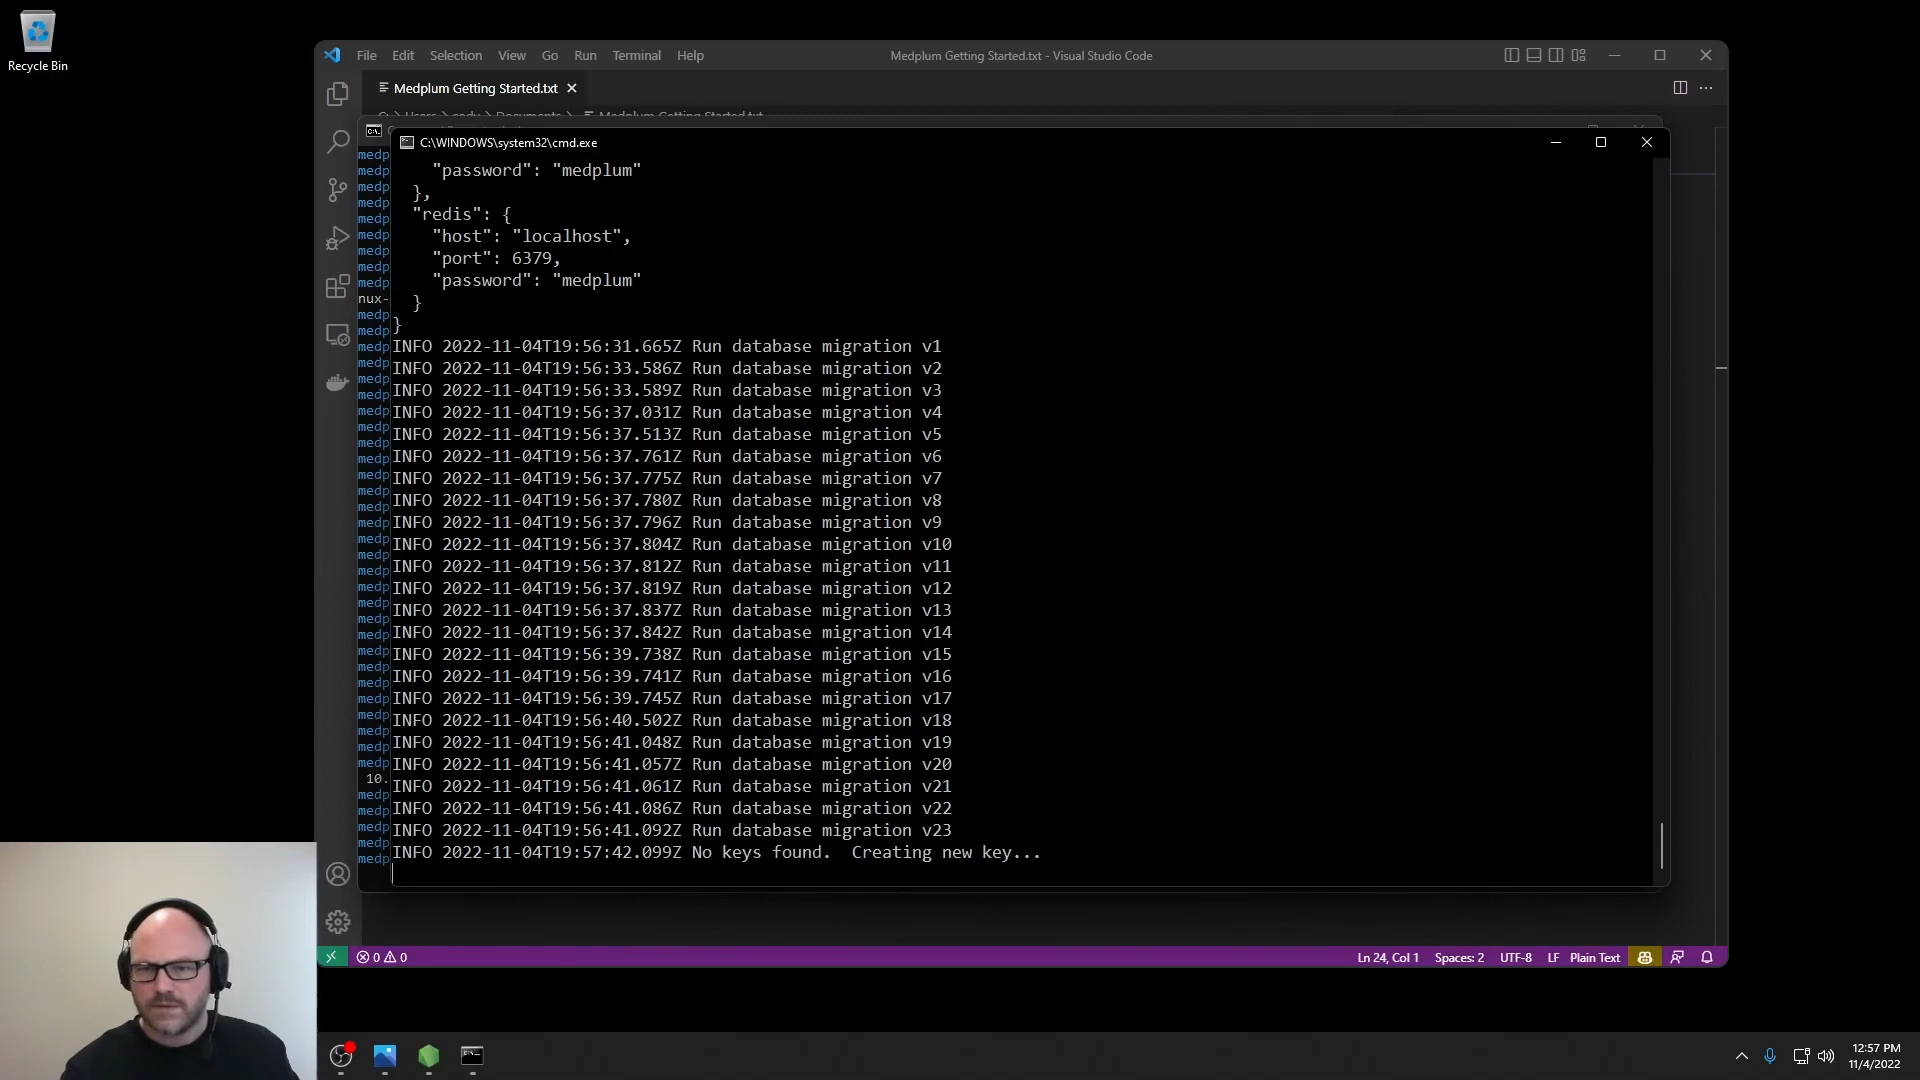 Recycle Bin
File Edit Selection View Go Run Terminal Help
Medplum Getting Started.txt - Visual Studio Code
Medplum Getting Started.txt
C:\WINDOWS\system32\cmd.exe
"password": "medplum"
},
"redis": {
"host": "localhost",
"port": 6379,
"password": "medplum"
}
}
INFO 2022-11-04T19:56:31.665Z Run database migration v1
INFO 2022-11-04T19:56:33.586Z Run database migration v2
INFO 2022-11-04T19:56:33.589Z Run database migration v3
INFO 2022-11-04T19:56:37.031Z Run database migration v4
INFO 2022-11-04T19:56:37.513Z Run database migration v5
INFO 2022-11-04T19:56:37.761Z Run database migration v6
INFO 2022-11-04T19:56:37.775Z Run database migration v7
INFO 2022-11-04T19:56:37.780Z Run database migration v8
INFO 2022-11-04T19:56:37.796Z Run database migration v9
INFO 2022-11-04T19:56:37.804Z Run database migration v10
INFO 2022-11-04T19:56:37.812Z Run database migration v11
INFO 2022-11-04T19:56:37.819Z Run database migration v12
INFO 2022-11-04T19:56:37.837Z Run database migration v13
INFO 2022-11-04T19:56:37.842Z Run database migration v14
INFO 2022-11-04T19:56:39.738Z Run database migration v15
INFO 2022-11-04T19:56:39.741Z Run database migration v16
INFO 2022-11-04T19:56:39.745Z Run database migration v17
INFO 2022-11-04T19:56:40.502Z Run database migration v18
INFO 2022-11-04T19:56:41.048Z Run database migration v19
INFO 2022-11-04T19:56:41.057Z Run database migration v20
INFO 2022-11-04T19:56:41.061Z Run database migration v21
INFO 2022-11-04T19:56:41.086Z Run database migration v22
INFO 2022-11-04T19:56:41.092Z Run database migration v23
INFO 2022-11-04T19:57:42.099Z No keys found.  Creating new key...
0 0
Ln 24, Col 1 Spaces: 2 UTF-8 LF Plain Text
12:57 PM
11/4/2022